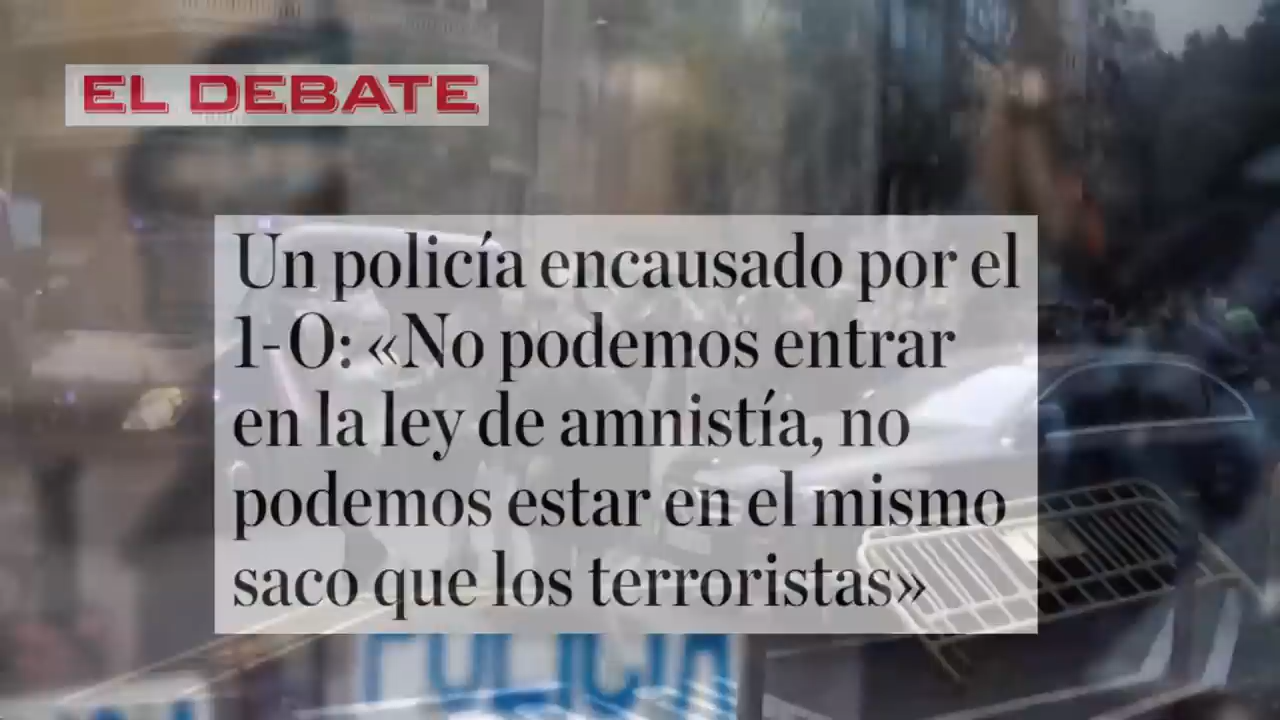 EL DEBATE
Un policía encausado por el
1-O: «No podemos entrar
en la ley de amnistía, no
podemos estar en el mismo
saco que los terroristas»
POLICIA